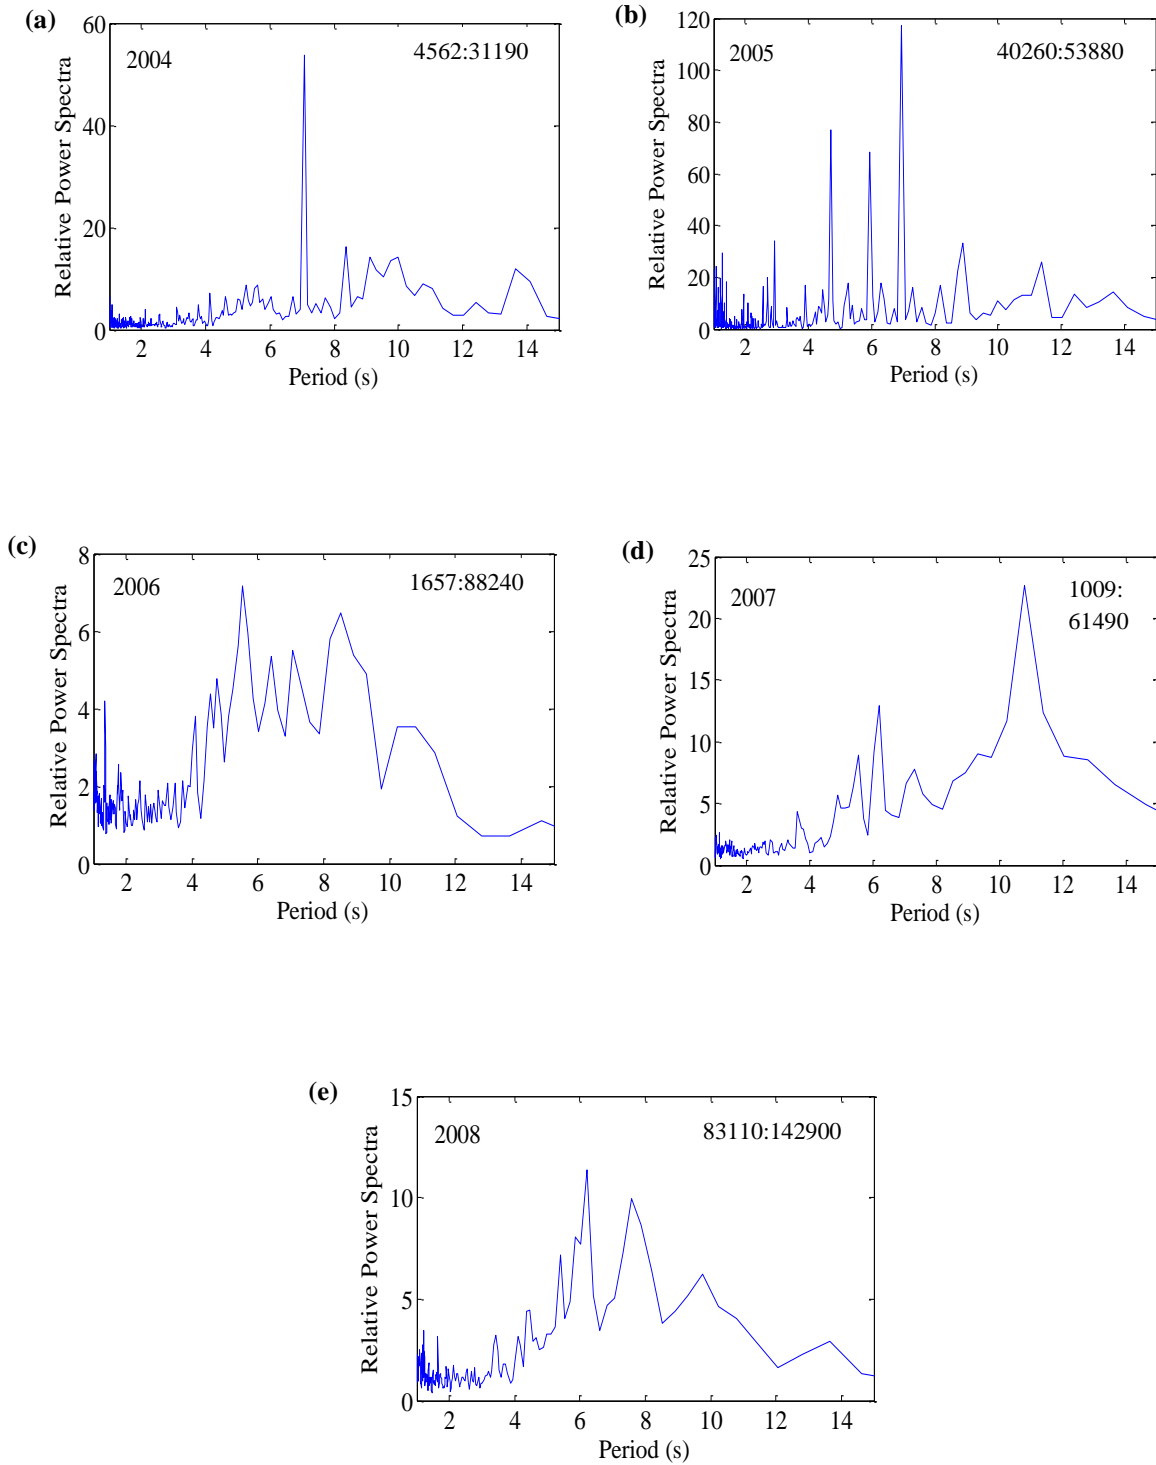 (a)
60
40
20
0
2004
4562:31190
Relative Power Spectra
2 4 6 8 10 12 14
Period (s)
(b)
120
100
80
60
40
20
0
2005
40260:53880
Relative Power Spectra
2 4 6 8 10 12 14
Period (s)
(c)
8
6
4
2
0
2006
1657:88240
Relative Power Spectra
2 4 6 8 10 12 14
Period (s)
(d)
25
20
15
10
5
0
2007
1009:
61490
Relative Power Spectra
2 4 6 8 10 12 14
Period (s)
(e)
15
10
5
0
2008
83110:142900
Relative Power Spectra
2 4 6 8 10 12 14
Period (s)